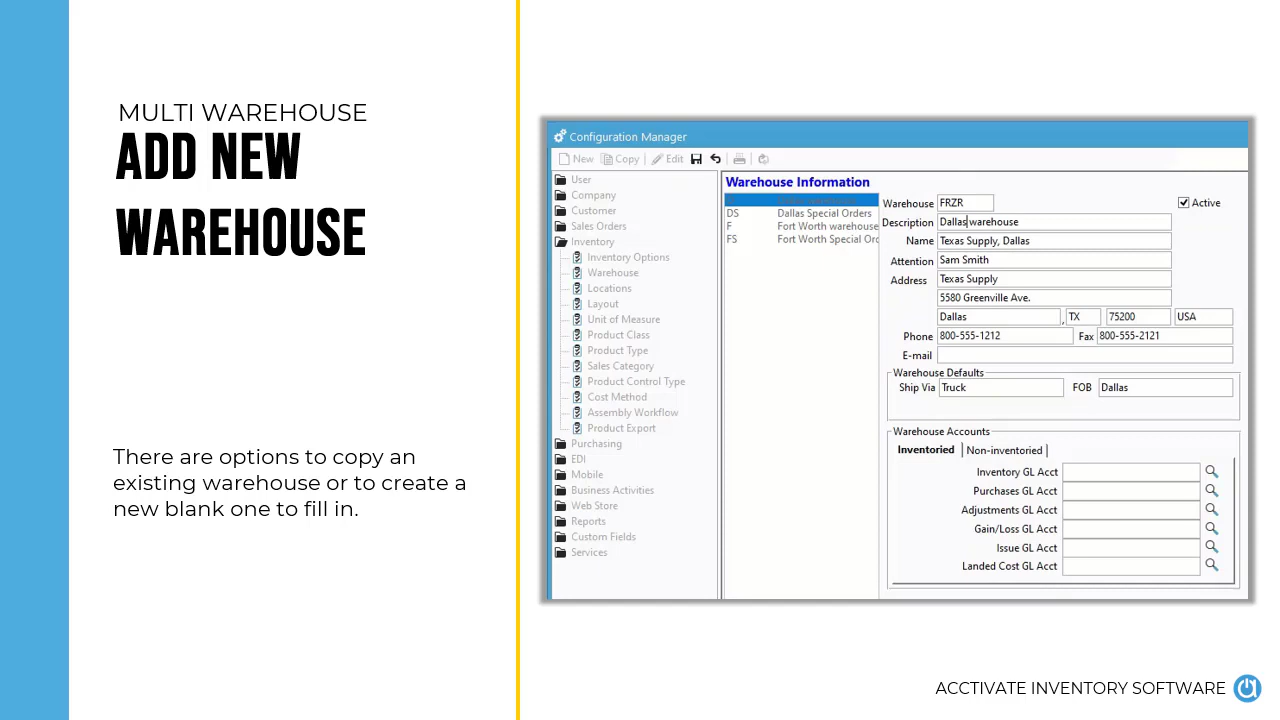 MULTI WAREHOUSE
ADD NEW
WAREHOUSE
There are options to copy an
existing warehouse or to create a
new blank one to fill in.
Configuration Manager
New Copy Edit
User
Company
Customer
Sales Orders
Inventory
Inventory Options
Warehouse
Locations
Layout
Unit of Measure
Product Class
Product Type
Sales Category
Product Control Type
Cost Method
Assembly Workflow
Product Export
Purchasing
EDI
Mobile
Business Activities
Web Store
Reports
Custom Fields
Services
Warehouse Information
DS Dallas Special Orders
F Fort Worth warehouse
FS Fort Worth Special Orc
Warehouse FRZR Active
Description Dallas warehouse
Name Texas Supply, Dallas
Attention Sam Smith
Address Texas Supply
5580 Greenville Ave.
Dallas , TX 75200 USA
Phone 800-555-1212 Fax 800-555-2121
E-mail
Warehouse Defaults
Ship Via Truck FOB Dallas
Warehouse Accounts
Inventoried Non-inventoried
Inventory GL Acct
Purchases GL Acct
Adjustments GL Acct
Gain/Loss GL Acct
Issue GL Acct
Landed Cost GL Acct
ACCTIVATE INVENTORY SOFTWARE